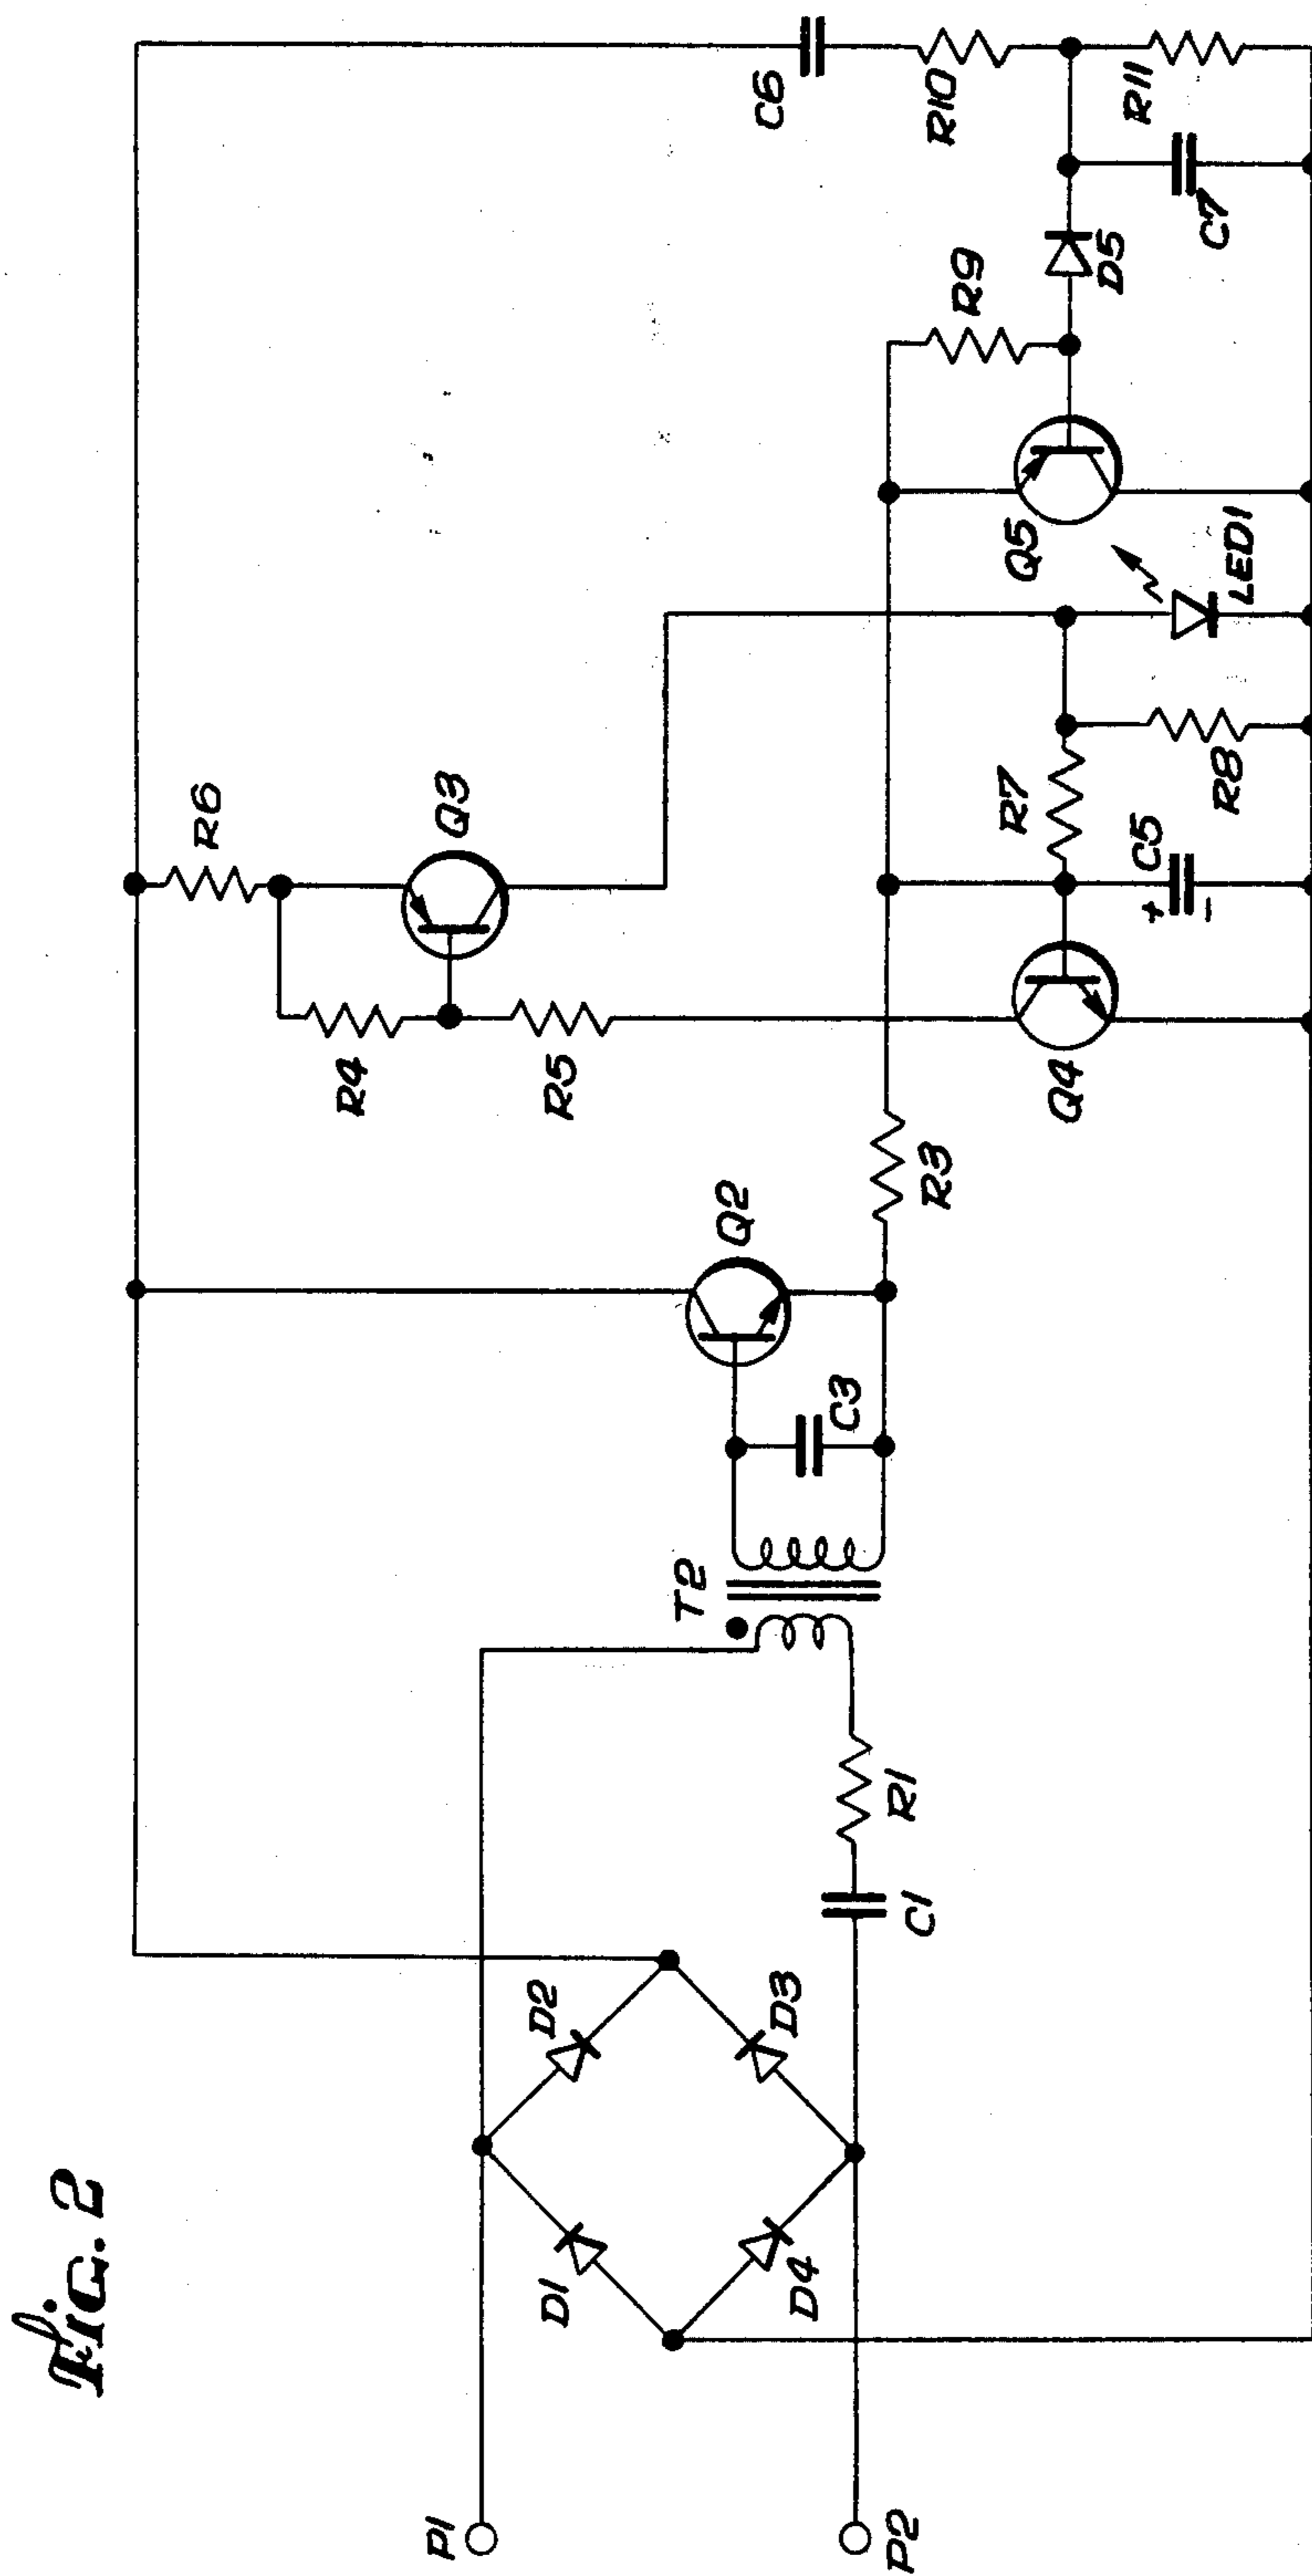 Fig. 2
P1
P2
D1
D2
D3
D4
C1
R1
T2
C3
Q2
R3
R4
R5
R6
Q3
Q4
C5
+
-
R7
R8
LED1
Q5
R9
D5
C6
R10
C7
R11